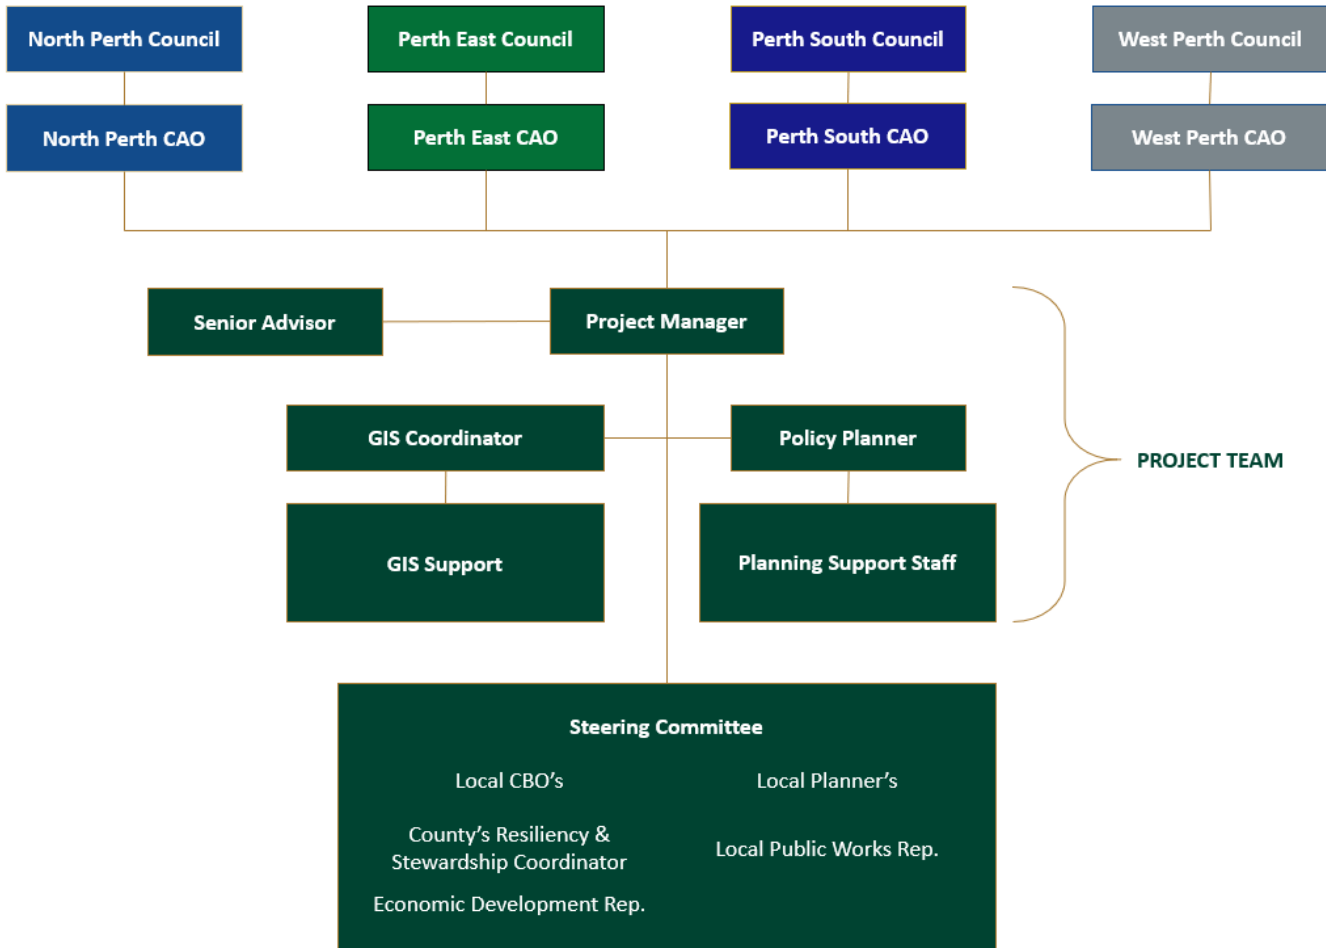 North Perth Council
Perth East Council
Perth South Council
West Perth Council
North Perth CAO
Perth East CAO
Perth South CAO
West Perth CAO
Senior Advisor
Project Manager
GIS Coordinator
Policy Planner
PROJECT TEAM
GIS Support
Planning Support Staff
Steering Committee
Local CBO’s
Local Planner’s
County’s Resiliency &
Stewardship Coordinator
Local Public Works Rep.
Economic Development Rep.